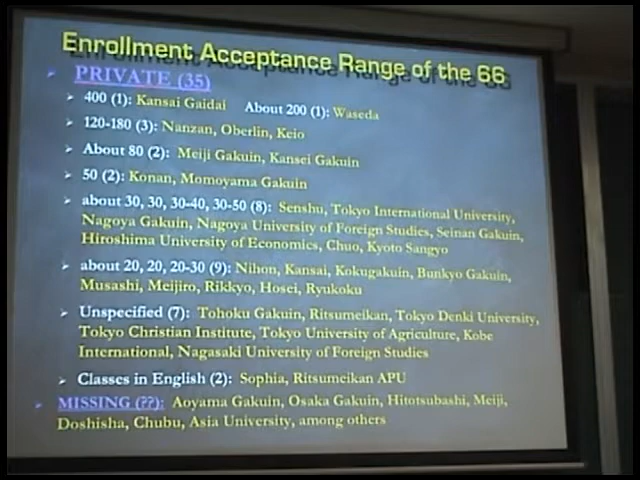 Enrollment Acceptance Range of the 66
PRIVATE (35)
400 (1): Kansai Gaidai About 200 (1): Waseda
120-180 (3): Nanzan, Oberlin, Keio
About 80 (2): Meiji Gakuin, Kansei Gakuin
50 (2): Konan, Momoyama Gakuin
about 30, 30, 30-40, 30-50 (8): Senshu, Tokyo International University,
Nagoya Gakuin, Nagoya University of Foreign Studies, Seinan Gakuin,
Hiroshima University of Economics, Chuo, Kyoto Sangyo
about 20, 20, 20-30 (9): Nihon, Kansai, Kokugakuin, Bunkyo Gakuin,
Musashi, Meijiro, Rikkyo, Hosei, Ryukoku
Unspecified (7): Tohoku Gakuin, Ritsumeikan, Tokyo Denki University,
Tokyo Christian Institute, Tokyo University of Agriculture, Kobe
International, Nagasaki University of Foreign Studies
Classes in English (2): Sophia, Ritsumeikan APU
MISSING (??): Aoyama Gakuin, Osaka Gakuin, Hitotsubashi, Meiji,
Doshisha, Chubu, Asia University, among others